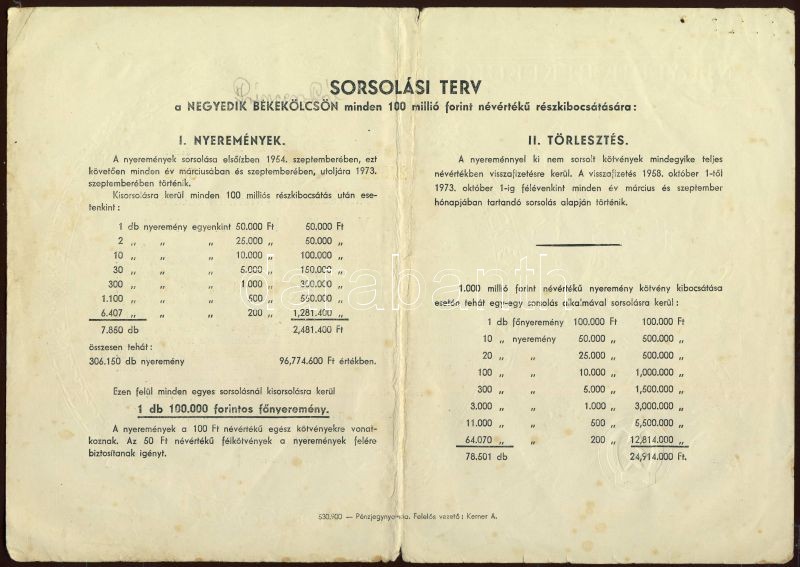 SORSOLÁSI TERV
a NEGYEDIK BÉKEKÖLCSÖN minden 100 millió forint névértékű részkibocsátására:
I. NYEREMÉNYEK.
A nyeremények sorsolása elsőízben 1954. szeptemberében, ezt
követően minden év márciusában és szeptemberében, utoljára 1973.
szeptemberében történik.
Kisorsolásra kerül minden 100 milliós részkibocsátás után ese-
tenkint:
1 db nyeremény egyenkint 50.000 Ft 50.000 Ft
2 „ „ „ 25.000 „ 50.000 „
10 „ „ „ 10.000 „ 100.000 „
30 „ „ „ 5.000 „ 150.000 „
300 „ „ „ 1 000 „ 300.000 „
1.100 „ „ „ 500 „ 550.000 „
6.407 „ „ „ 200 „ 1,281.400 „
7.850 db 2,481.400 Ft
összesen tehát:
306.150 db nyeremény 96,774.600 Ft értékben.
Ezen felül minden egyes sorsolásnál kisorsolásra kerül
1 db 100.000 forintos főnyeremény.
A nyeremények a 100 Ft névértékű egész kötvényekre vonat-
koznak. Az 50 Ft névértékű félkötvények a nyeremények felére
biztosítanak igényt.
II. TÖRLESZTÉS.
A nyereménnyel ki nem sorsolt kötvények mindegyike teljes
névértékben visszafizetésre kerül. A visszafizetés 1958. október 1-től
1973. október 1-ig félévenkint minden év március és szeptember
hónapjában tartandó sorsolás alapján történik.
1.000 millió forint névértékű nyeremény kötvény kibocsátása
esetén tehát egy-egy sorsolás alkalmával sorsolásra kerül:
1 db főnyeremény 100.000 Ft 100.000 Ft
10 „ nyeremény 50.000 „ 500.000 „
20 „ „ 25.000 „ 500.000 „
100 „ „ 10.000 „ 1,000.000 „
300 „ „ 5.000 „ 1,500.000 „
3.000 „ „ 1.000 „ 3,000.000 „
11.000 „ „ 500 „ 5,500.000 „
64.070 „ „ 200 „ 12,814.000 „
78.501 db 24,914.000 Ft.
530.900 — Pénzjegynyomda. Felelős vezető: Kerner A.
darabanth